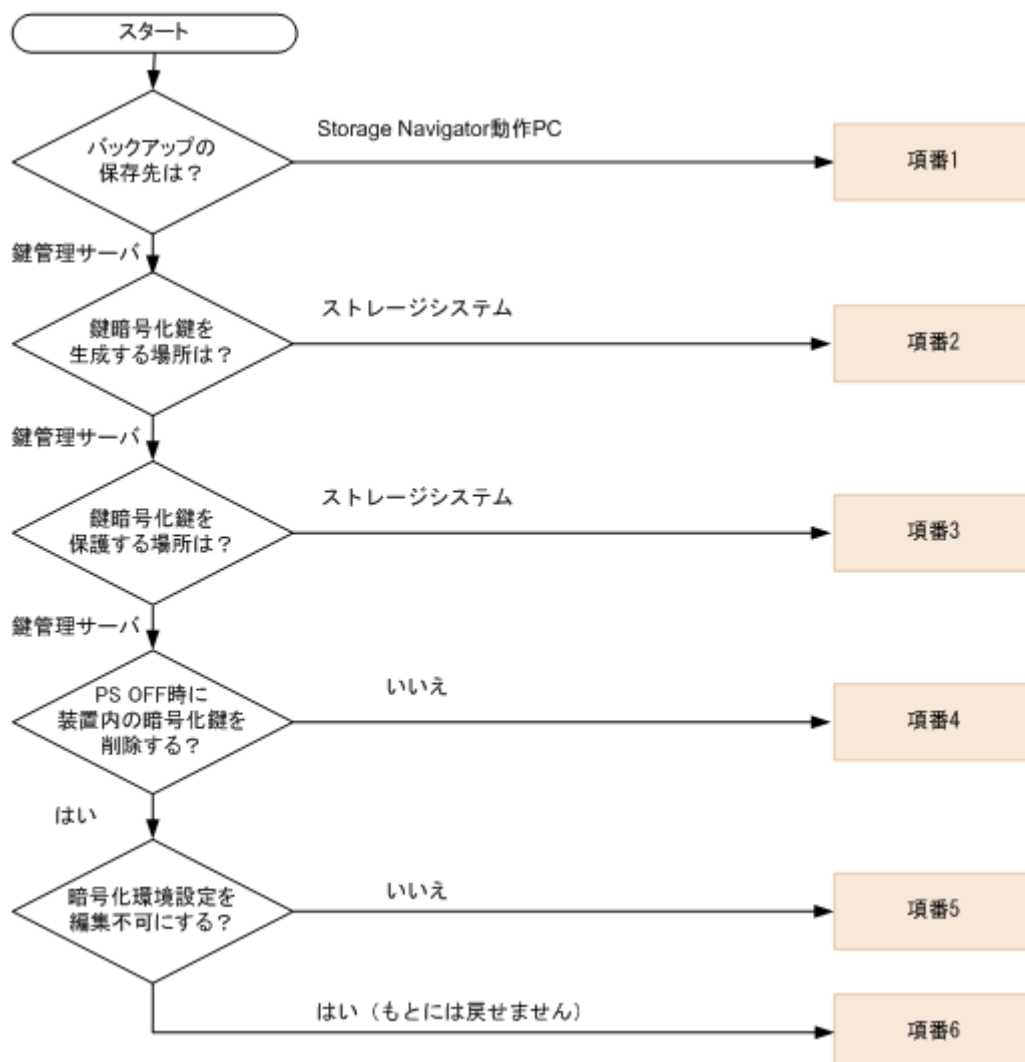 スタート
バックアップの
保存先は？
Storage Navigator動作PC
項番1
鍵管理サーバ
鍵暗号化鍵を
生成する場所は？
ストレージシステム
項番2
鍵管理サーバ
鍵暗号化鍵を
保護する場所は？
ストレージシステム
項番3
鍵管理サーバ
PS OFF時に
装置内の暗号化鍵を
削除する？
いいえ
項番4
はい
暗号化環境設定を
編集不可にする？
いいえ
項番5
はい（もとには戻せません）
項番6